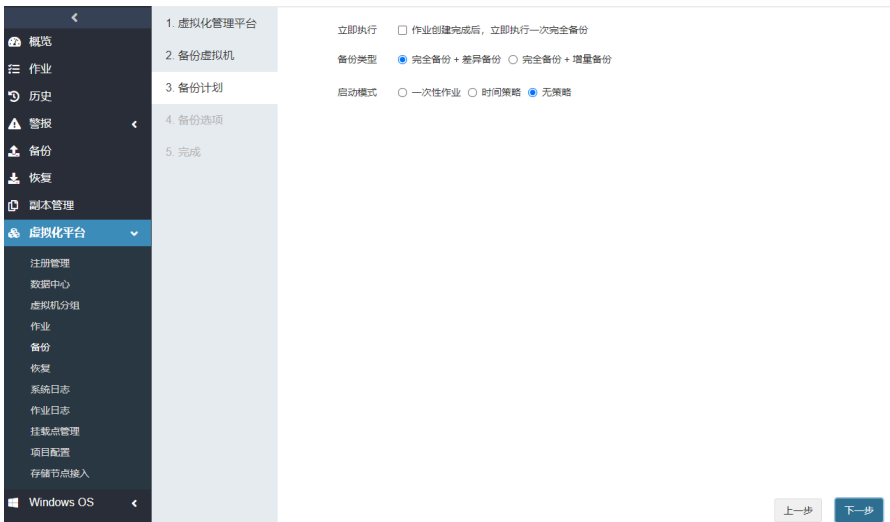 概览
作业
历史
警报
备份
恢复
副本管理
虚拟化平台
注册管理
数据中心
虚拟机分组
作业
备份
恢复
系统日志
作业日志
挂载点管理
项目配置
存储节点接入
Windows OS
1. 虚拟化管理平台
2. 备份虚拟机
3. 备份计划
4. 备份选项
5. 完成
立即执行 作业创建完成后，立即执行一次完全备份
备份类型 完全备份 + 差异备份 完全备份 + 增量备份
启动模式 一次性作业 时间策略 无策略
上一步 下一步